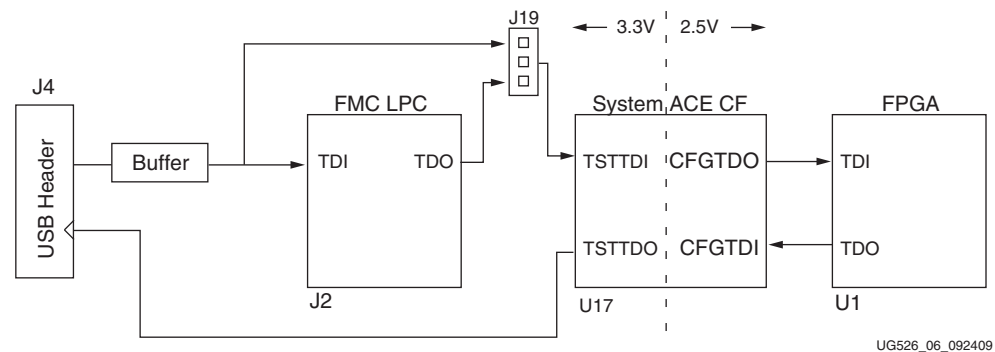 J19
3.3V 2.5V
J4
FMC LPC
System ACE CF
FPGA
USB Header
Buffer
TDI
TDO
TSTTDI
CFGTDO
TDI
TSTTDO
CFGTDI
TDO
J2
U17
U1
UG526_06_092409